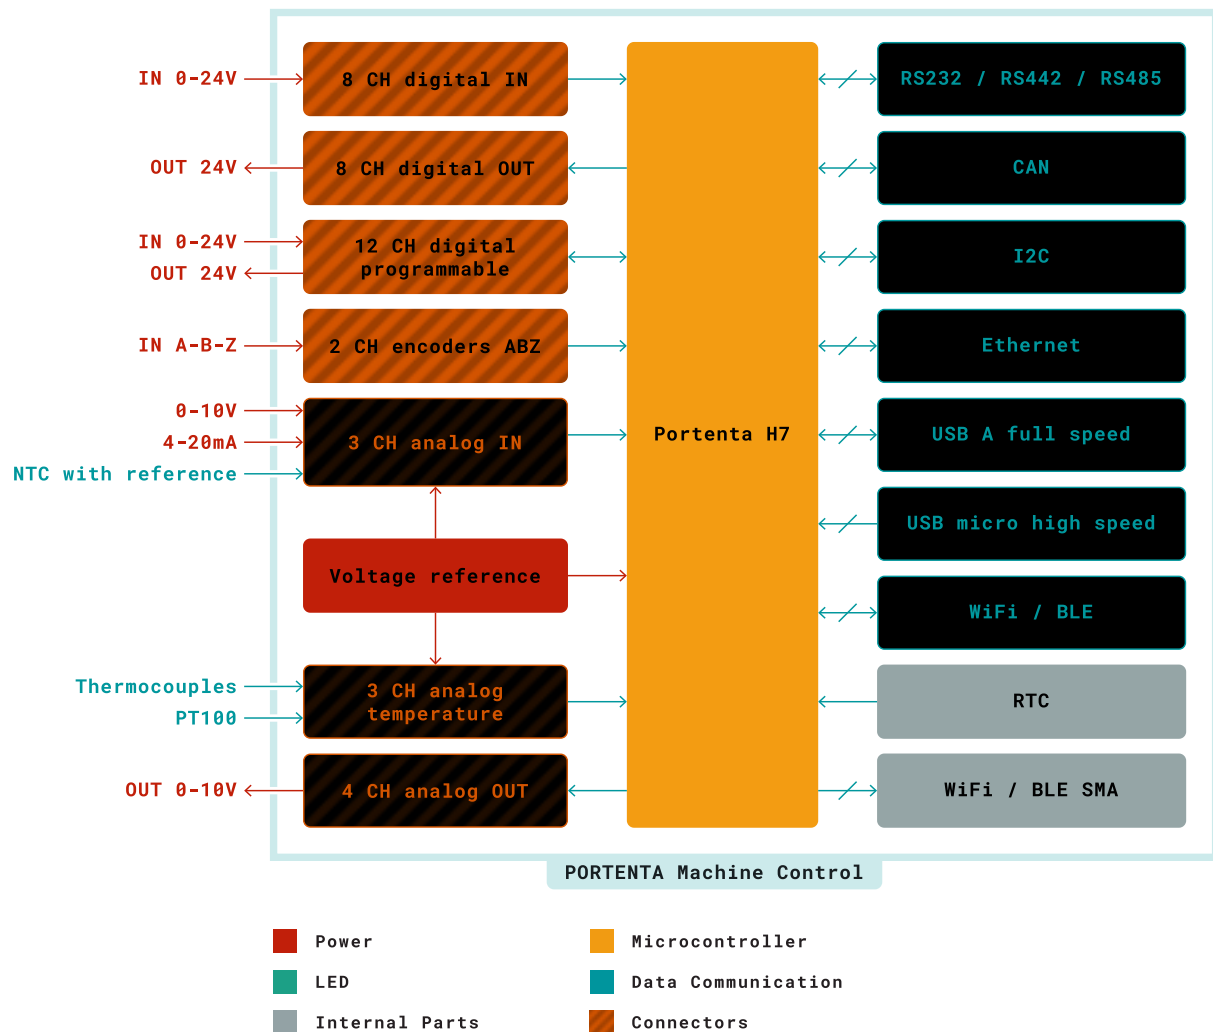 IN 0-24V
8 CH digital IN
RS232 / RS442 / RS485
OUT 24V
8 CH digital OUT
CAN
IN 0-24V
OUT 24V
12 CH digital
programmable
I2C
IN A-B-Z
2 CH encoders ABZ
Ethernet
0-10V
4-20mA
NTC with reference
3 CH analog IN
Portenta H7
USB A full speed
USB micro high speed
Voltage reference
WiFi / BLE
Thermocouples
PT100
3 CH analog
temperature
RTC
OUT 0-10V
4 CH analog OUT
WiFi / BLE SMA
PORTENTA Machine Control
Power
Microcontroller
LED
Data Communication
Internal Parts
Connectors